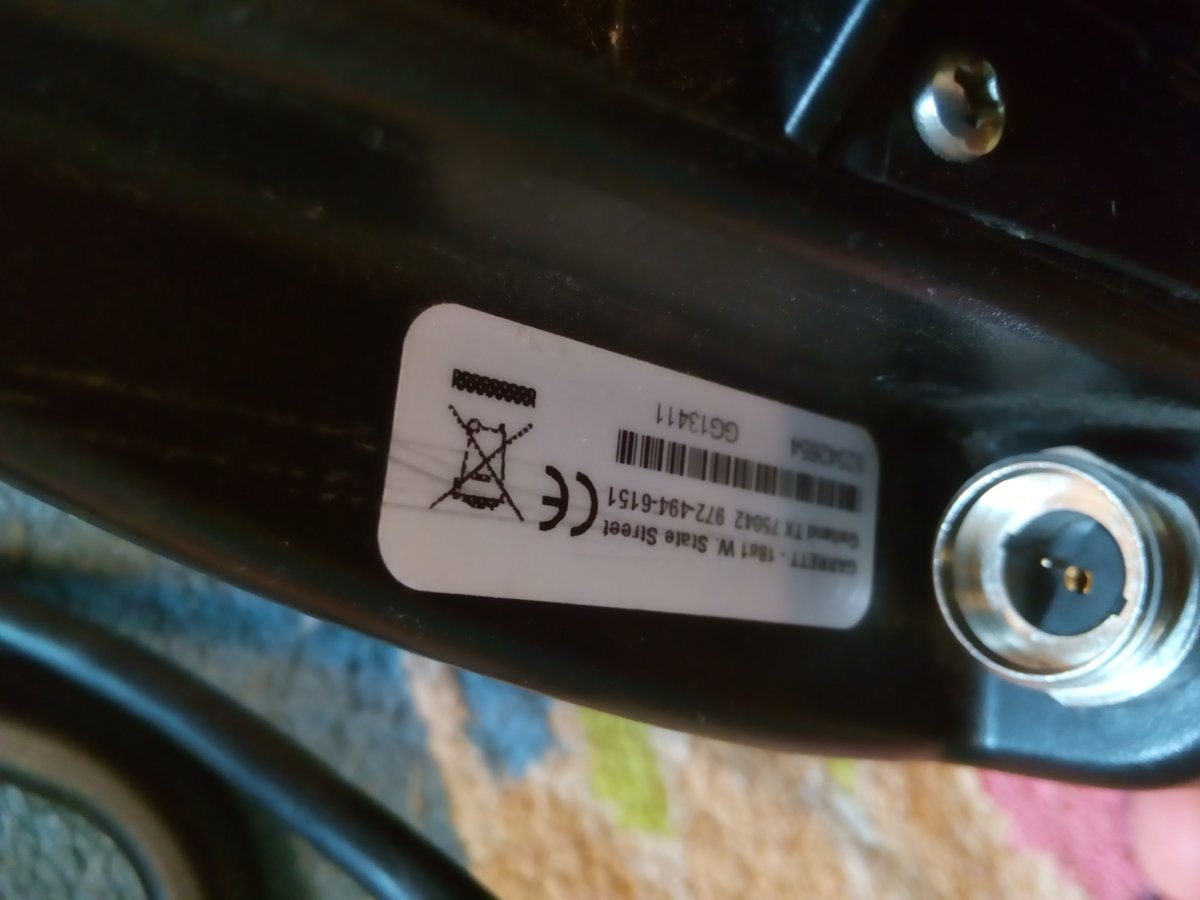 GARRETT - 1881 W. State Street
Garland TX 75042 972-494-6151
GG13411
CE